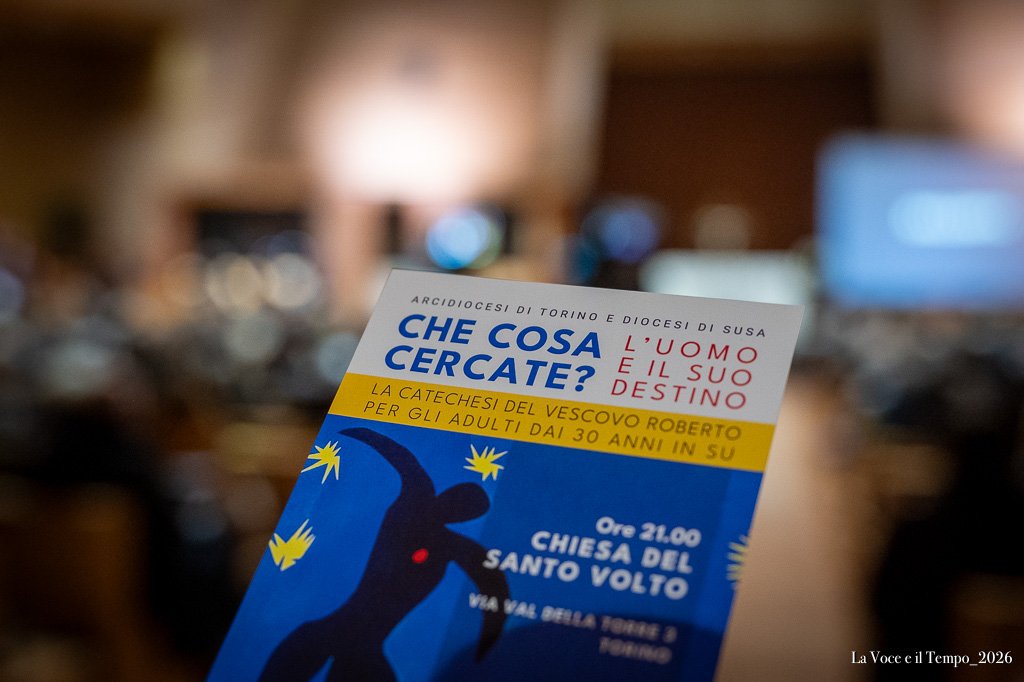 ARCIDIOCESI DI TORINO E DIOCESI DI SUSA
CHE COSA
CERCATE?
L'UOMO
E IL SUO
DESTINO
LA CATECHESI DEL VESCOVO ROBERTO
PER GLI ADULTI DAI 30 ANNI IN SU
Ore 21.00
CHIESA DEL
SANTO VOLTO
VIA VAL DELLA TORRE 3
TORINO
La Voce e il Tempo_2026